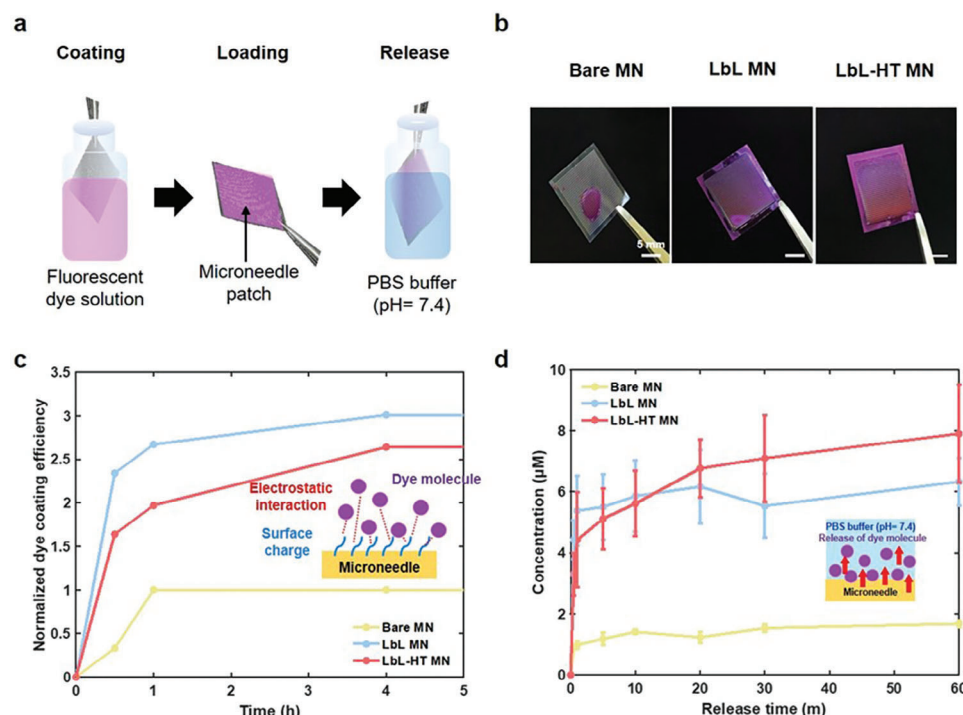 a
Coating
Loading
Release
Fluorescent
dye solution
Microneedle
patch
PBS buffer
(pH= 7.4)
b
Bare MN
LbL MN
LbL-HT MN
5 mm
c
Normalized dye coating efficiency
3.5
3
2.5
2
1.5
1
0.5
0
Electrostatic
interaction
Dye molecule
Surface
charge
Microneedle
Bare MN
LbL MN
LbL-HT MN
0
1
2
3
4
5
Time (h)
d
Concentration (µM)
10
8
6
4
2
0
Bare MN
LbL MN
LbL-HT MN
PBS buffer (pH= 7.4)
Release of dye molecule
Microneedle
0
10
20
30
40
50
60
Release time (m)